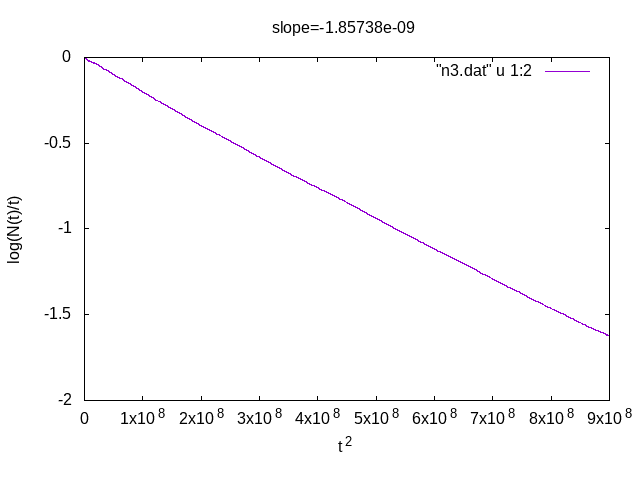 slope=-1.85738e-09
"n3.dat" u 1:2
log(N(t)/t)
0
-0.5
-1
-1.5
-2
0 1x10^8 2x10^8 3x10^8 4x10^8 5x10^8 6x10^8 7x10^8 8x10^8 9x10^8
t^2